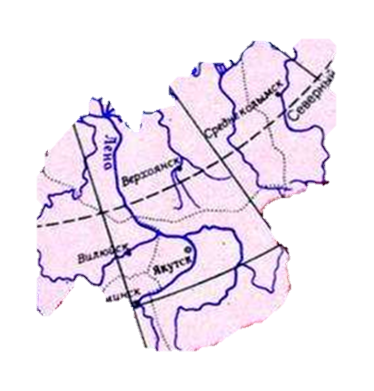 Среднеколымск
Северный
Лена
Верхоянск
Вилюйск
Якутск